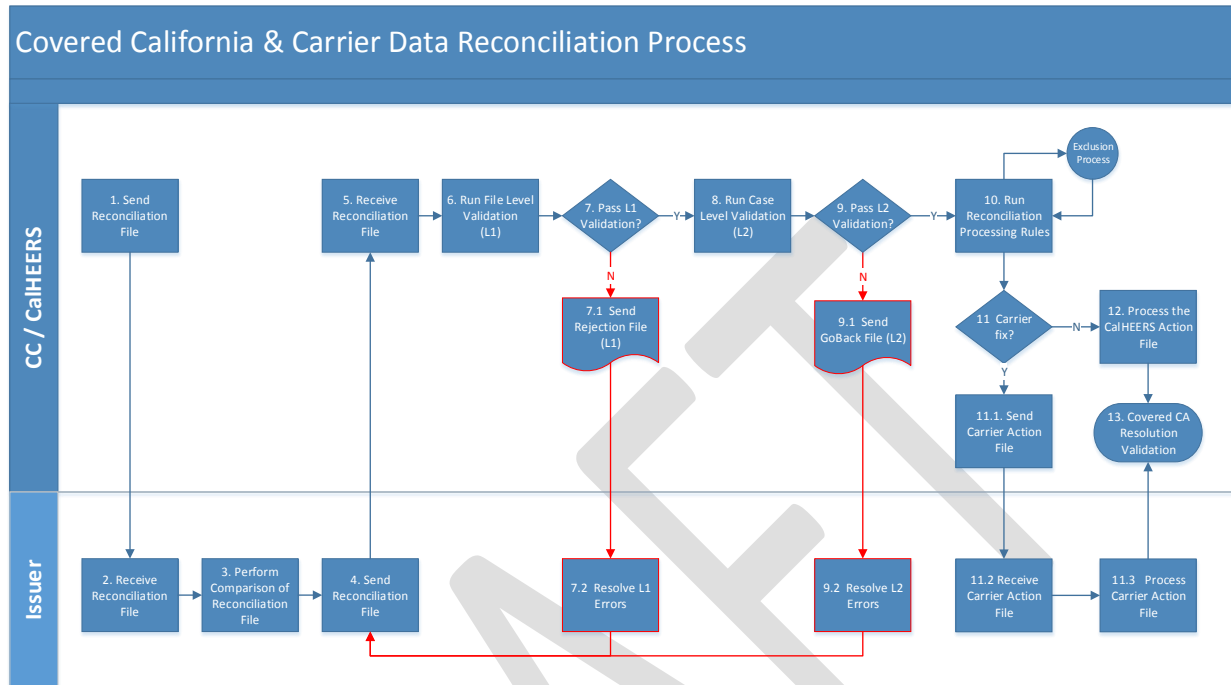 Covered California & Carrier Data Reconciliation Process
CC / CalHEERS
Exclusion
Process
1. Send
Reconciliation
File
5. Receive
Reconciliation
File
6. Run File Level
Validation
(L1)
7. Pass L1
Validation?
Y
8. Run Case
Level Validation
(L2)
9. Pass L2
Validation?
Y
10. Run
Reconciliation
Processing Rules
N
N
7.1 Send
Rejection File
(L1)
9.1 Send
GoBack File (L2)
11 Carrier
fix?
N
12. Process the
CalHEERS Action
File
Y
11.1. Send
Carrier Action
File
13. Covered CA
Resolution
Validation
Issuer
2. Receive
Reconciliation
File
3. Perform
Comparison of
Reconciliation
File
4. Send
Reconciliation
File
7.2 Resolve L1
Errors
9.2 Resolve L2
Errors
11.2 Receive
Carrier Action
File
11.3 Process
Carrier Action File